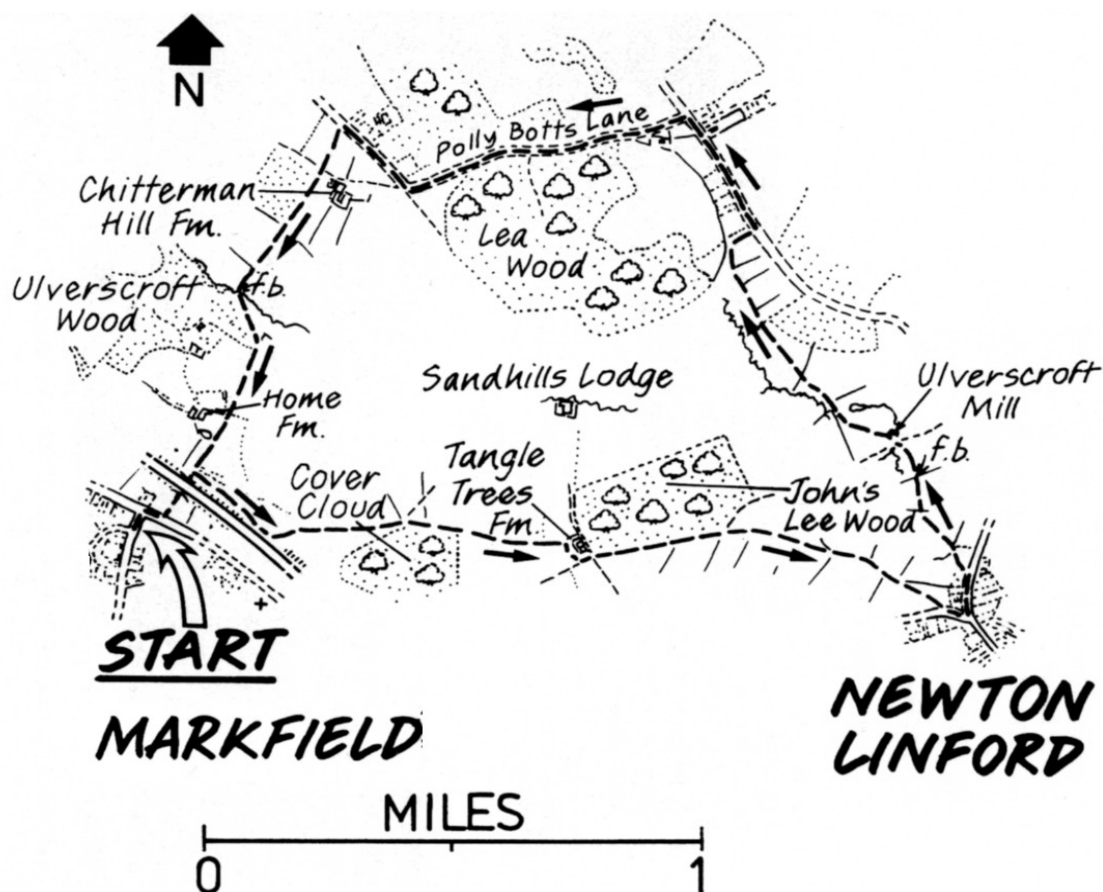 N
Polly Botts Lane
Chitterman
Hill Fm.
Lea
Wood
f.b.
Ulverscroft
Wood
Sandhills Lodge
Ulverscroft
Mill
Home
Fm.
f.b.
Cover
Cloud
Tangle
Trees
Fm.
John's
Lee Wood
START
MARKFIELD
NEWTON
LINFORD
MILES
0
1